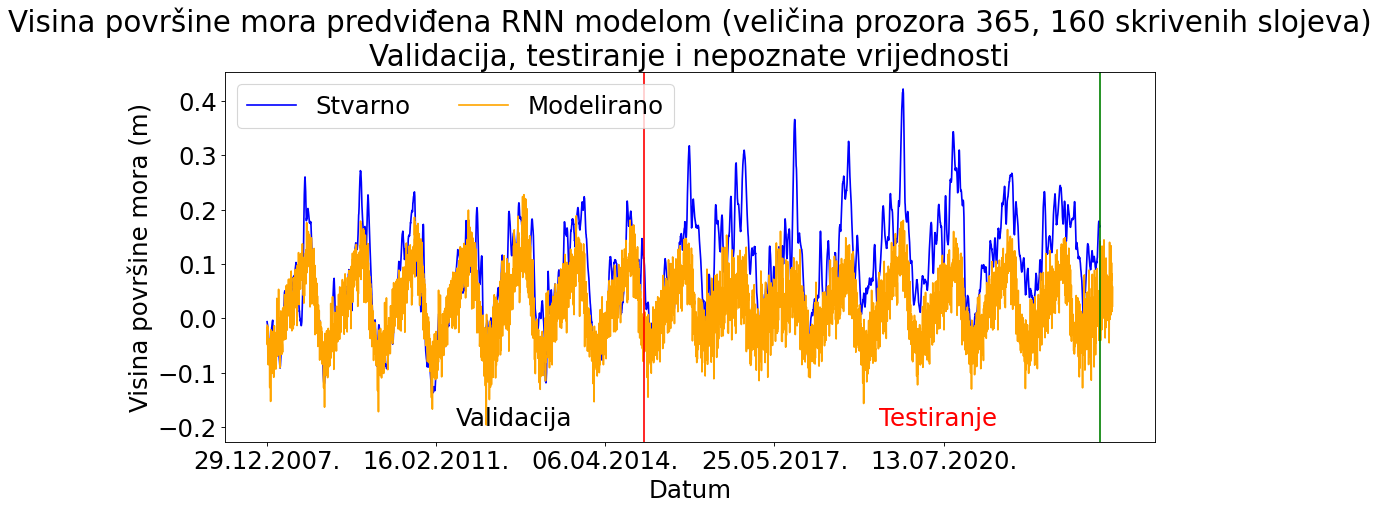 Visina površine mora predviđena RNN modelom (veličina prozora 365, 160 skrivenih slojeva)
Validacija, testiranje i nepoznate vrijednosti
Stvarno
Modelirano
Visina površine mora (m)
0.4
0.3
0.2
0.1
0.0
−0.1
−0.2
Validacija
Testiranje
29.12.2007.
16.02.2011.
06.04.2014.
25.05.2017.
13.07.2020.
Datum